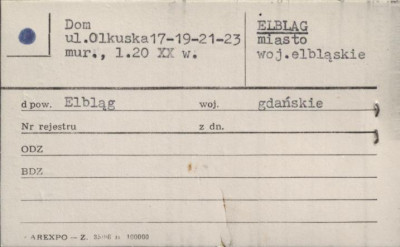 Dom
ul.Olkuska17-19-21-23
mur., l.20 XX w.
ELBLĄG
miasto
woj.elbląskie
d pow. Elbląg woj. gdańskie
Nr rejestru z dn.
ODZ
BDZ
AREXPO — Z.